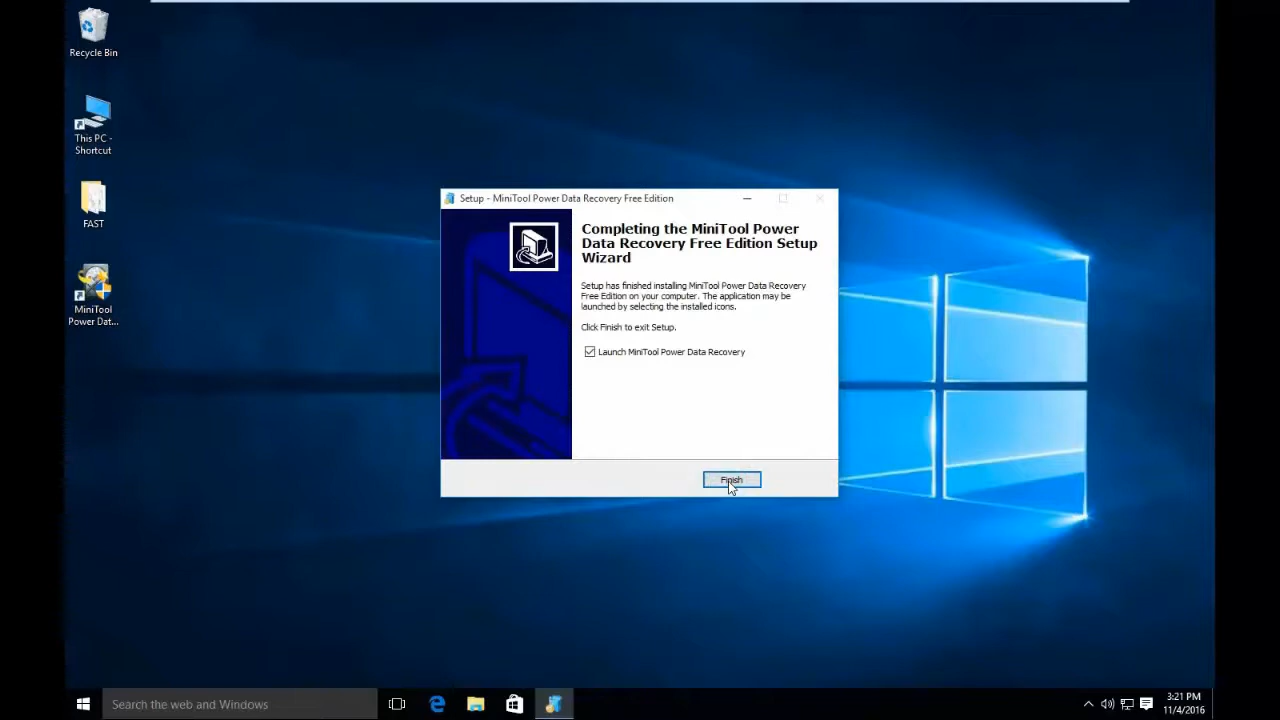 Recycle Bin
This PC -
Shortcut
FAST
MiniTool
Power Dat...
Setup - MiniTool Power Data Recovery Free Edition
Completing the MiniTool Power
Data Recovery Free Edition Setup
Wizard
Setup has finished installing MiniTool Power Data Recovery
Free Edition on your computer. The application may be
launched by selecting the installed icons.
Click Finish to exit Setup.
Launch MiniTool Power Data Recovery
Finish
Search the web and Windows
3:21 PM
11/4/2016